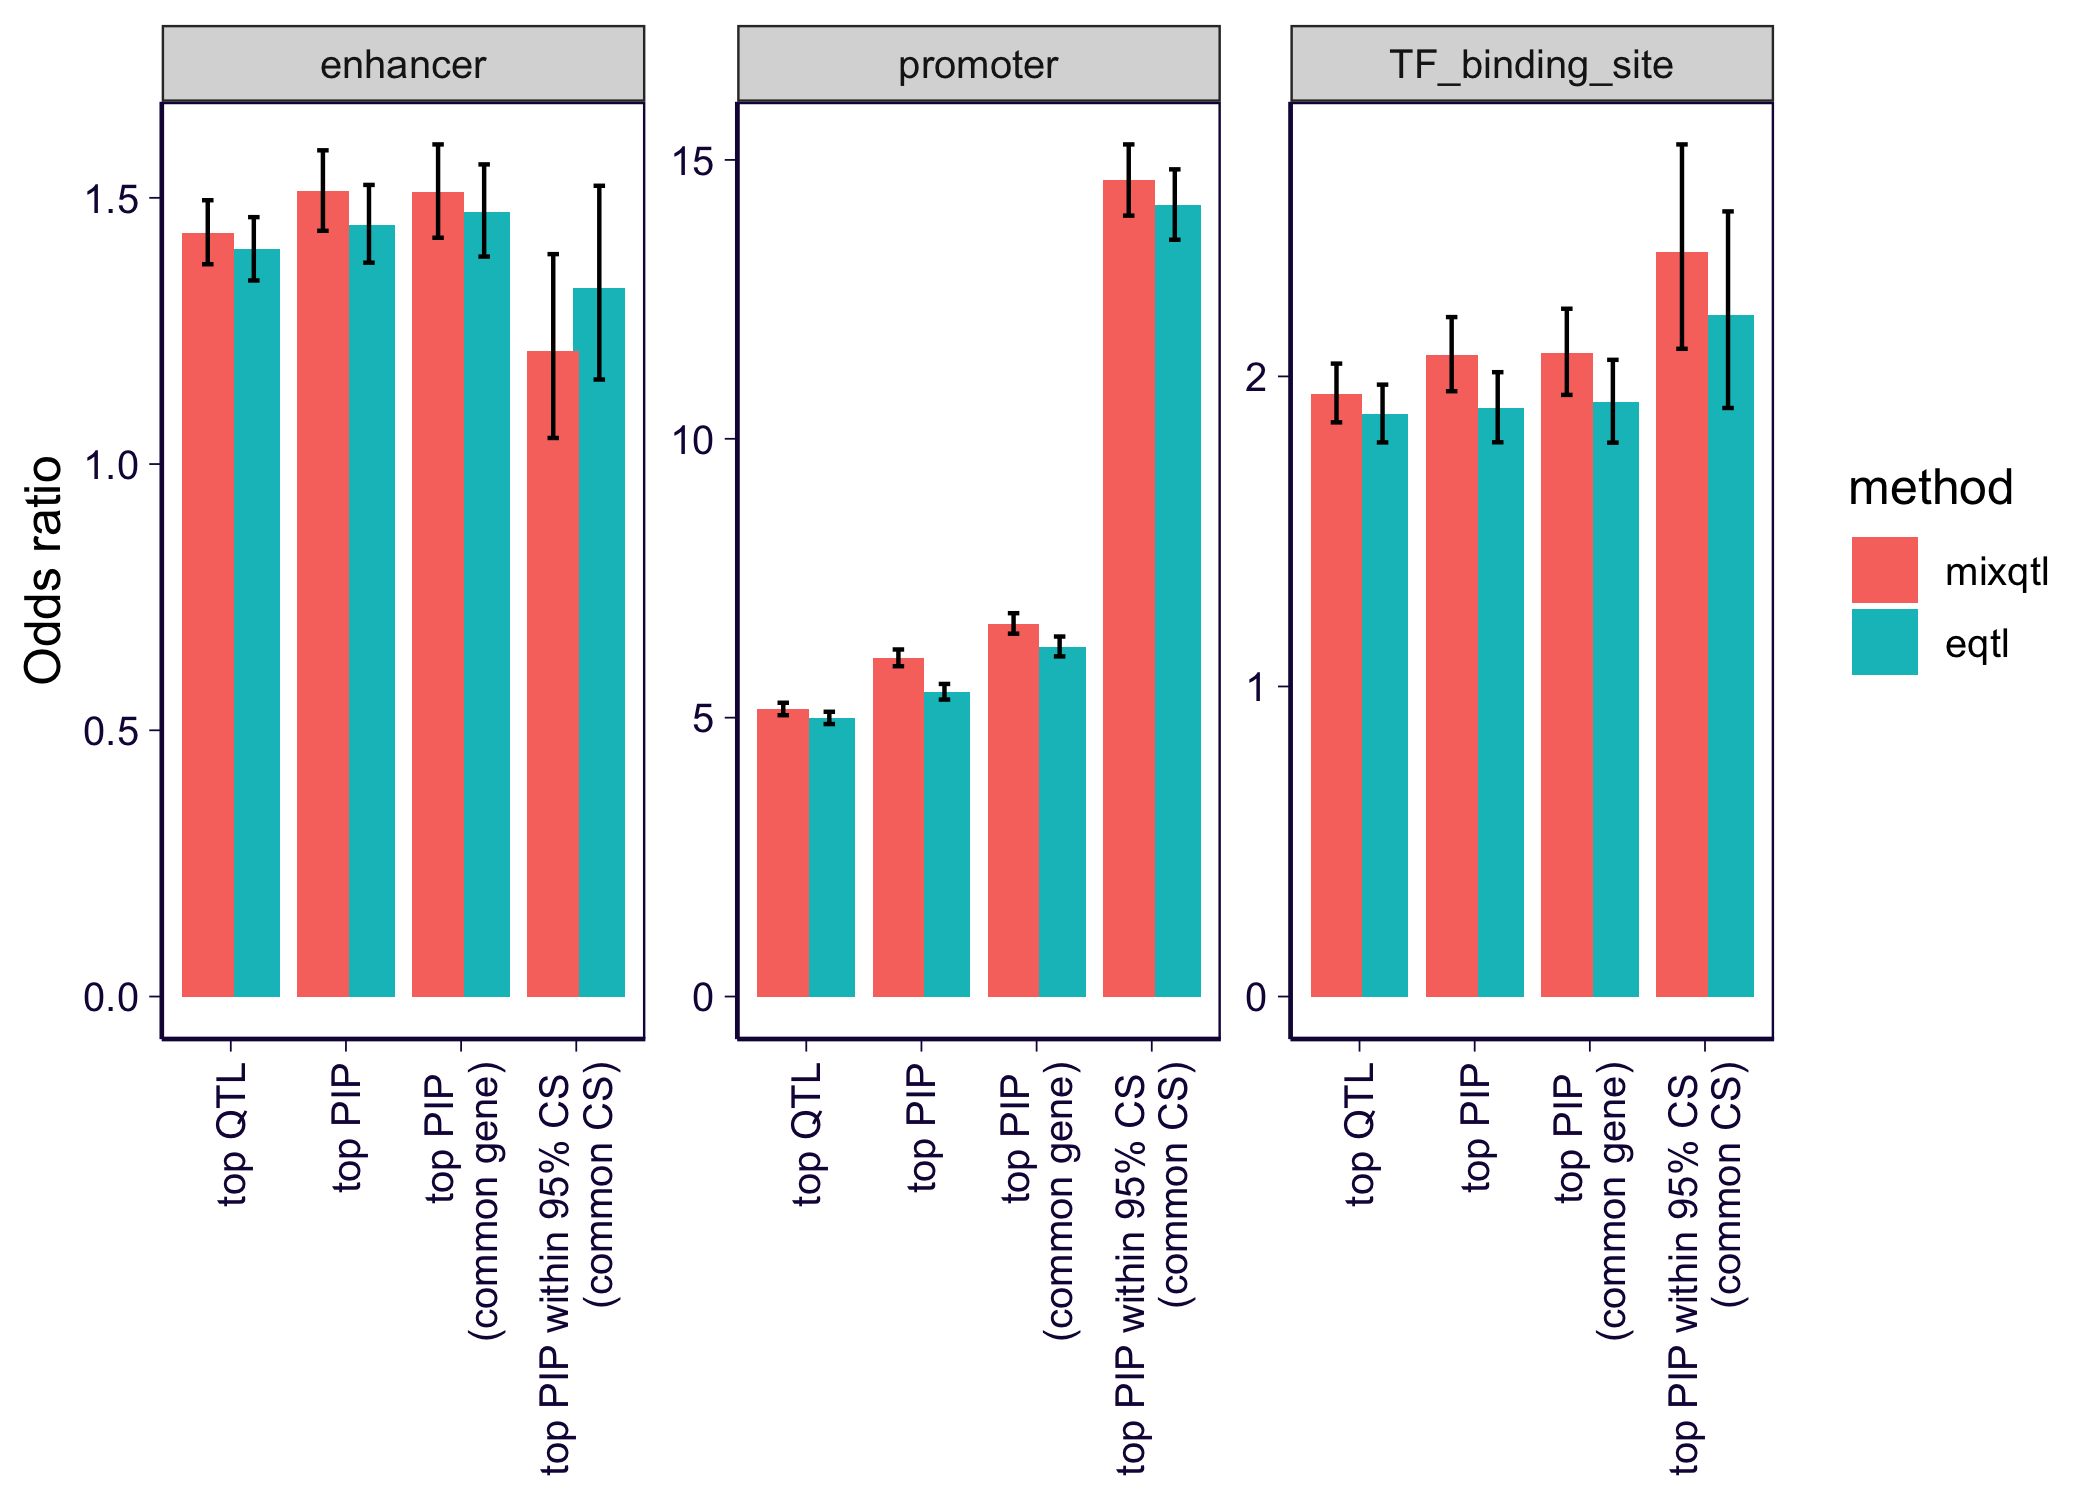 enhancer
promoter
TF_binding_site
Odds ratio
1.5
1.0
0.5
0.0
15
10
5
0
2
1
0
top QTL
top PIP
top PIP
(common gene)
top PIP within 95% CS
(common CS)
top QTL
top PIP
top PIP
(common gene)
top PIP within 95% CS
(common CS)
top QTL
top PIP
top PIP
(common gene)
top PIP within 95% CS
(common CS)
method
mixqtl
eqtl